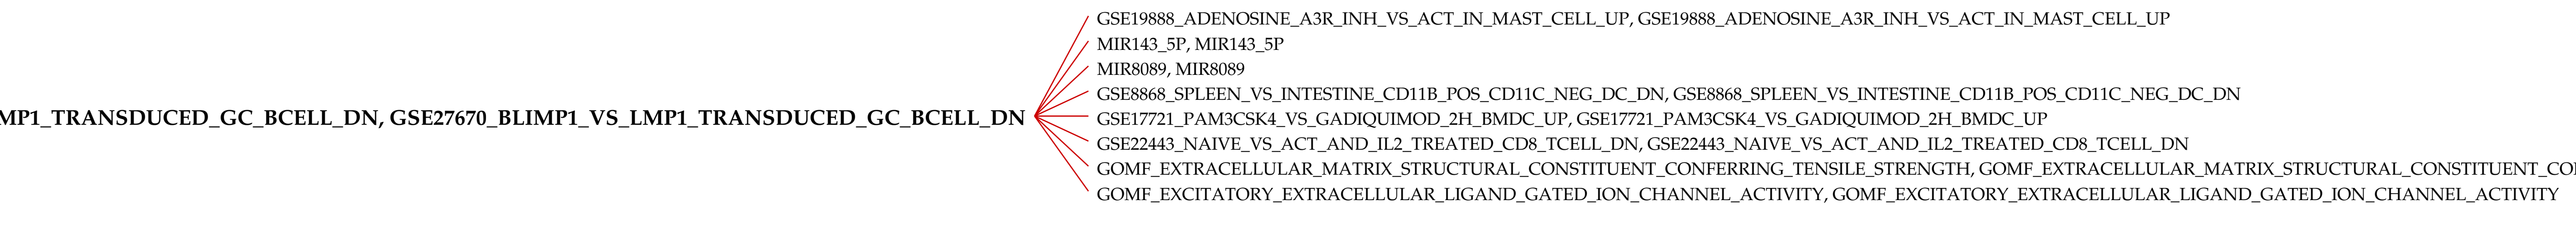 GSE19888_ADENOSINE_A3R_INH_VS_ACT_IN_MAST_CELL_UP, GSE19888_ADENOSINE_A3R_INH_VS_ACT_IN_MAST_CELL_UP
MIR143_5P, MIR143_5P
MIR8089, MIR8089
GSE8868_SPLEEN_VS_INTESTINE_CD11B_POS_CD11C_NEG_DC_DN, GSE8868_SPLEEN_VS_INTESTINE_CD11B_POS_CD11C_NEG_DC_DN
MP1_TRANSDUCED_GC_BCELL_DN, GSE27670_BLIMP1_VS_LMP1_TRANSDUCED_GC_BCELL_DN
GSE17721_PAM3CSK4_VS_GADIQUIMOD_2H_BMDC_UP, GSE17721_PAM3CSK4_VS_GADIQUIMOD_2H_BMDC_UP
GSE22443_NAIVE_VS_ACT_AND_IL2_TREATED_CD8_TCELL_DN, GSE22443_NAIVE_VS_ACT_AND_IL2_TREATED_CD8_TCELL_DN
GOMF_EXTRACELLULAR_MATRIX_STRUCTURAL_CONSTITUENT_CONFERRING_TENSILE_STRENGTH, GOMF_EXTRACELLULAR_MATRIX_STRUCTURAL_CONSTITUENT_CO
GOMF_EXCITATORY_EXTRACELLULAR_LIGAND_GATED_ION_CHANNEL_ACTIVITY, GOMF_EXCITATORY_EXTRACELLULAR_LIGAND_GATED_ION_CHANNEL_ACTIVITY